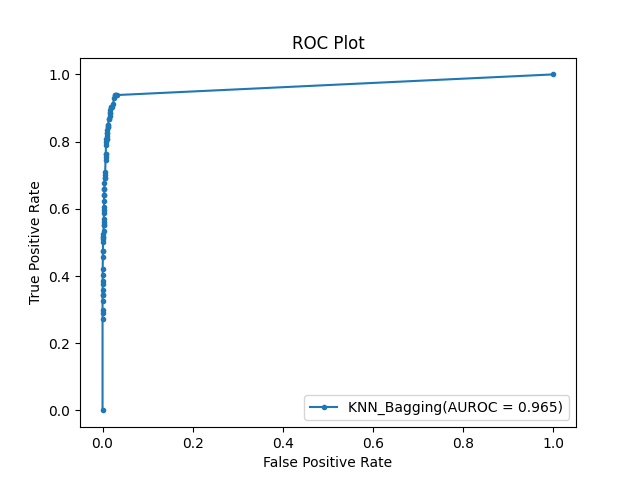 ROC Plot
1.0
0.8
0.6
0.4
0.2
0.0
True Positive Rate
KNN_Bagging(AUROC = 0.965)
0.0 0.2 0.4 0.6 0.8 1.0
False Positive Rate